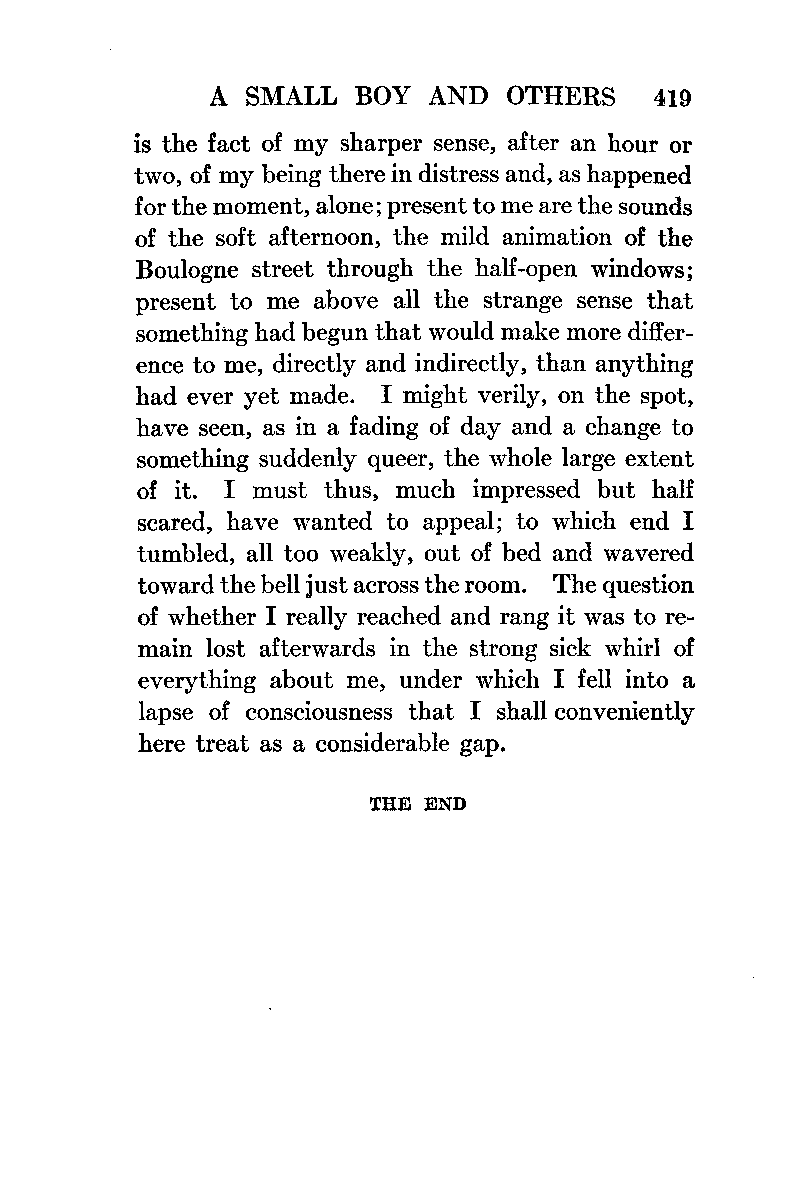 A SMALL BOY AND OTHERS 419
is the fact of my sharper sense, after an hour or
two, of my being there in distress and, as happened
for the moment, alone; present to me are the sounds
of the soft afternoon, the mild animation of the
Boulogne street through the half-open windows;
present to me above all the strange sense that
something had begun that would make more differ-
ence to me, directly and indirectly, than anything
had ever yet made. I might verily, on the spot,
have seen, as in a fading of day and a change to
something suddenly queer, the whole large extent
of it. I must thus, much impressed but half
scared, have wanted to appeal; to which end I
tumbled, all too weakly, out of bed and wavered
toward the bell just across the room. The question
of whether I really reached and rang it was to re-
main lost afterwards in the strong sick whirl of
everything about me, under which I fell into a
lapse of consciousness that I shall conveniently
here treat as a considerable gap.
THE END